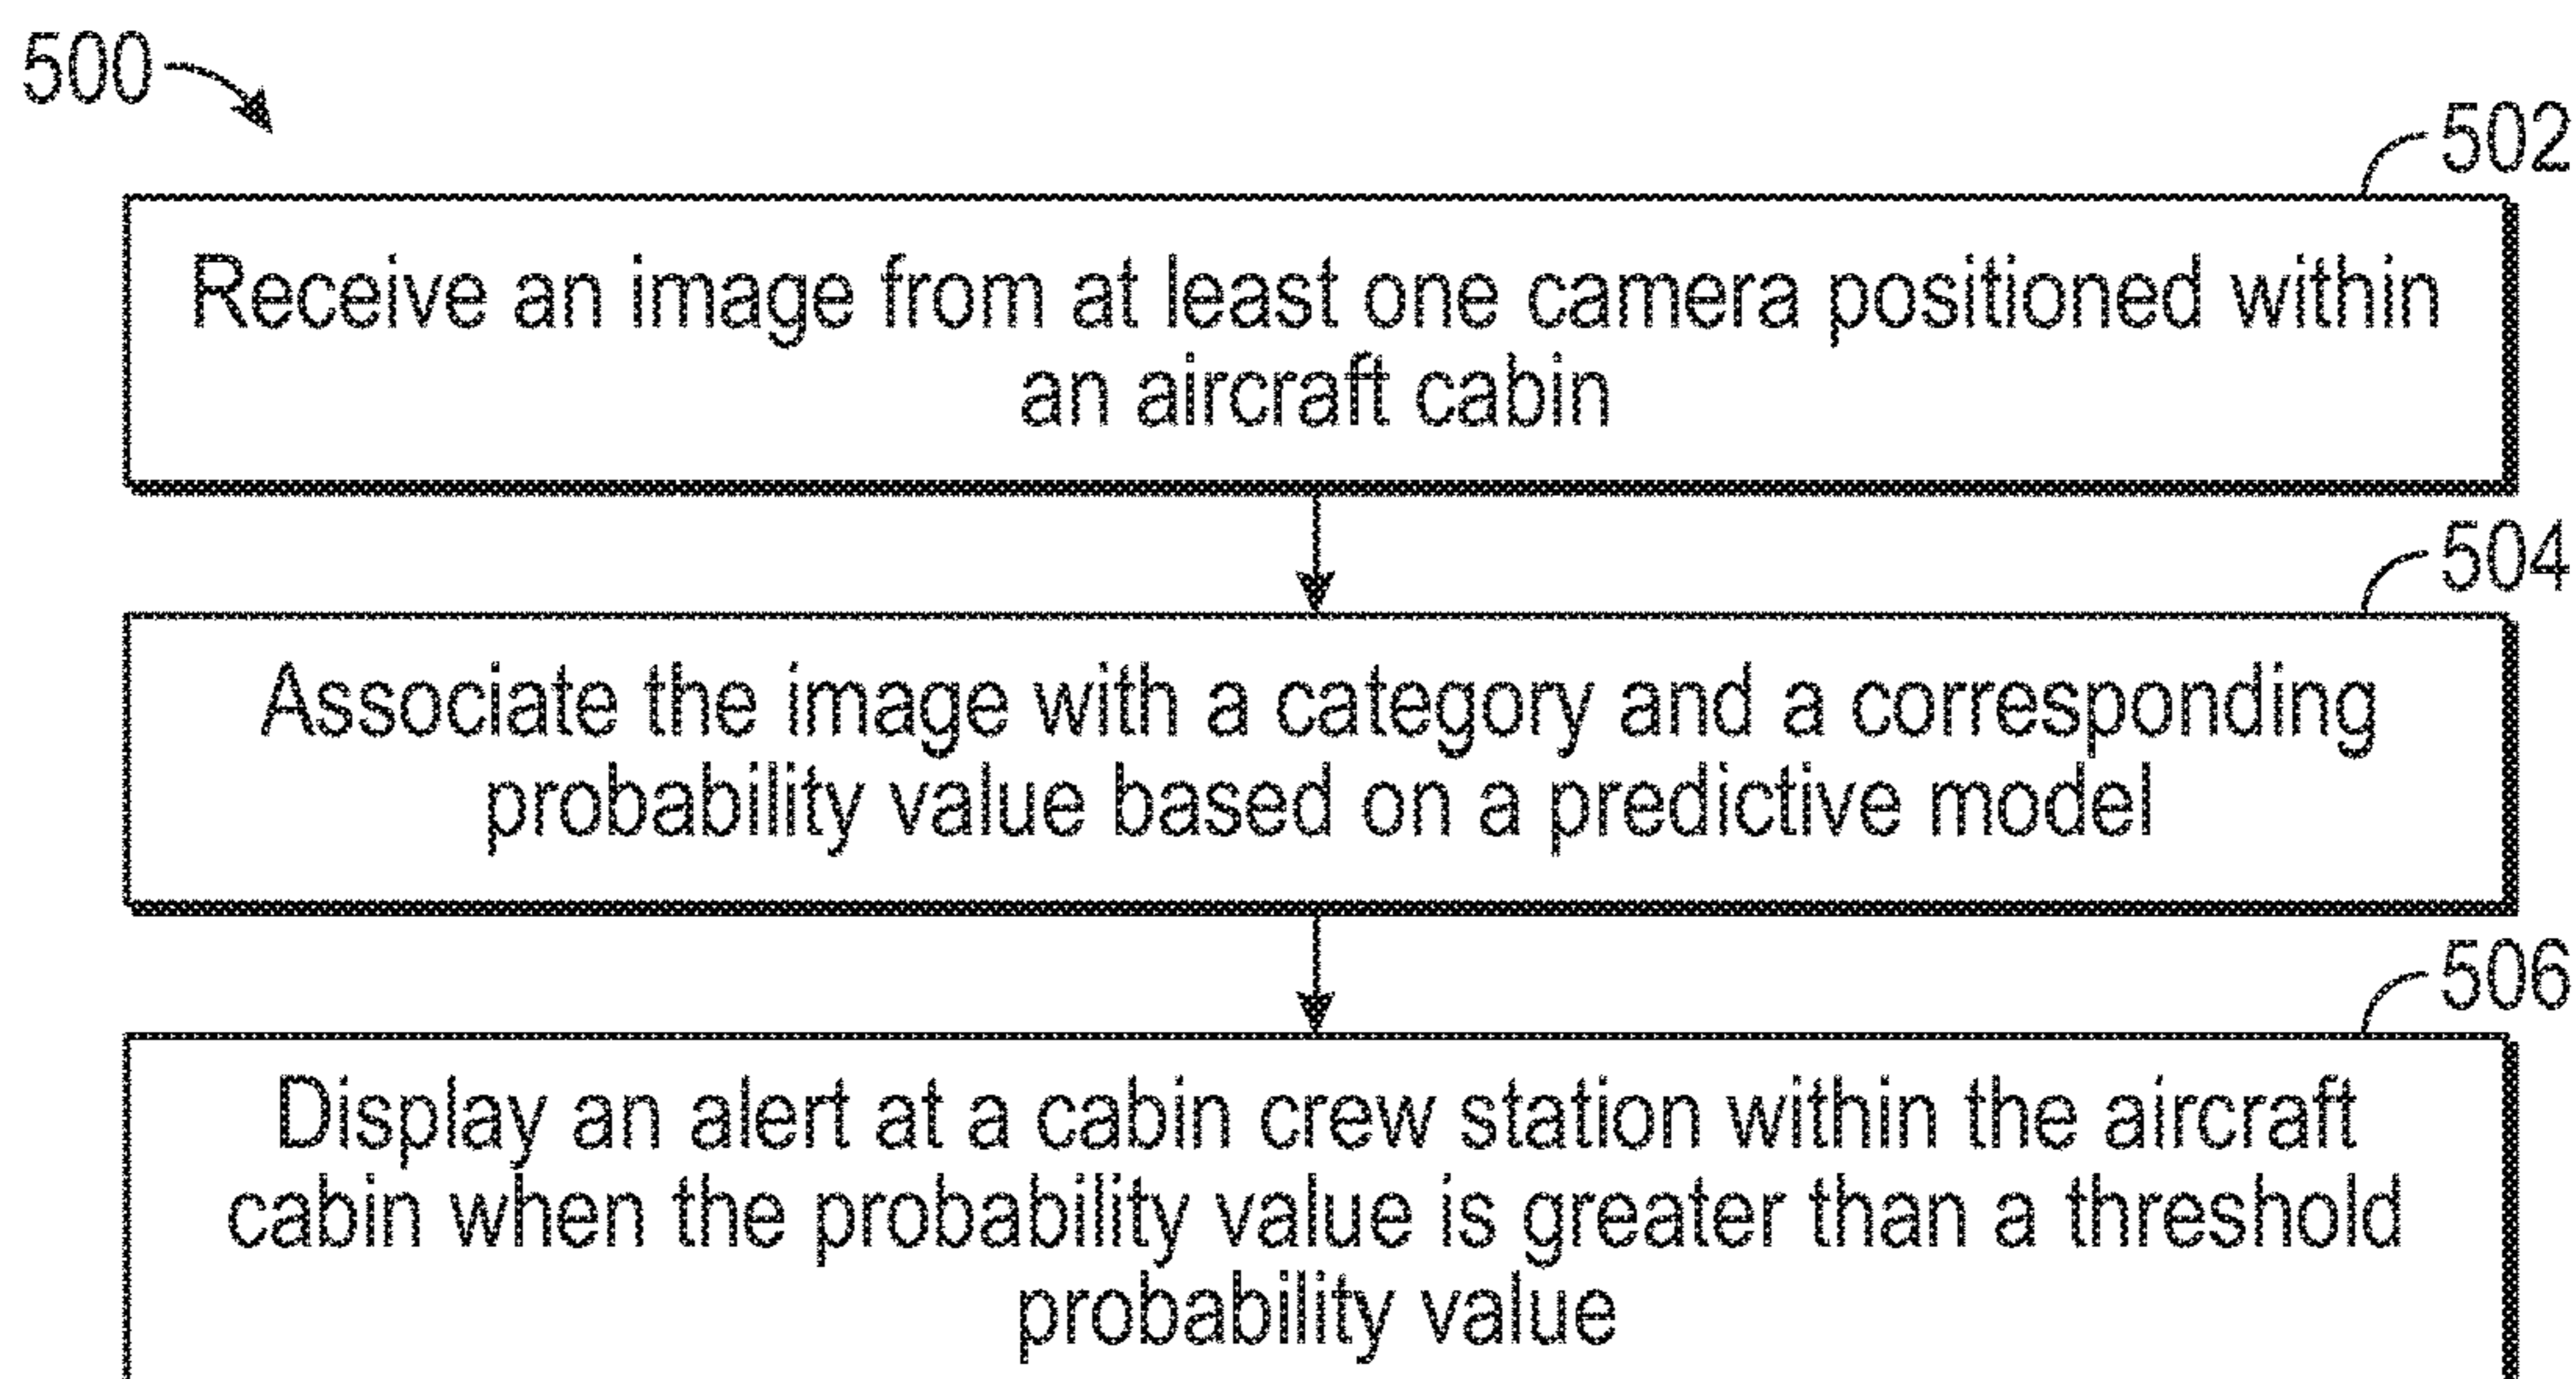 500
502
Receive an image from at least one camera positioned within
an aircraft cabin
504
Associate the image with a category and a corresponding
probability value based on a predictive model
506
Display an alert at a cabin crew station within the aircraft
cabin when the probability value is greater than a threshold
probability value